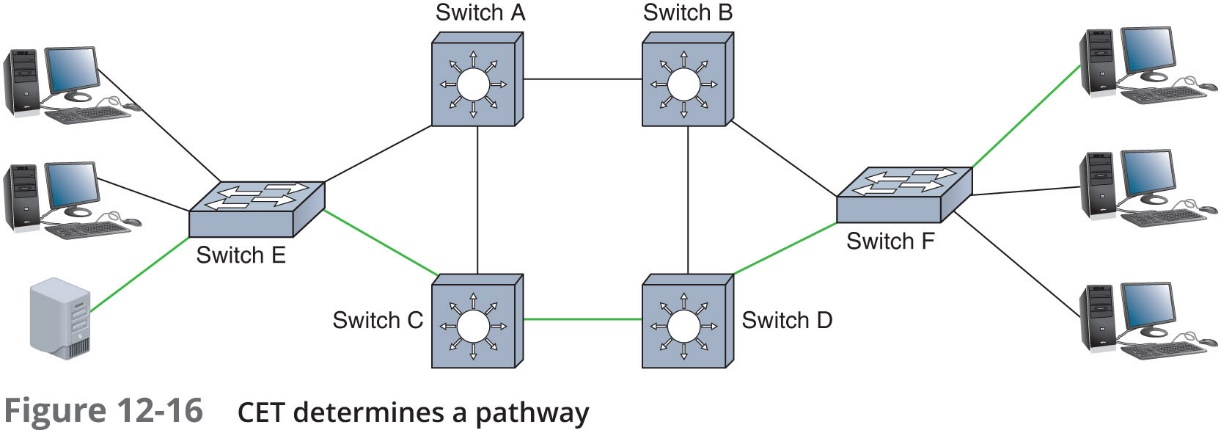 Switch A
Switch B
Switch E
Switch F
Switch C
Switch D
Figure 12-16 CET determines a pathway